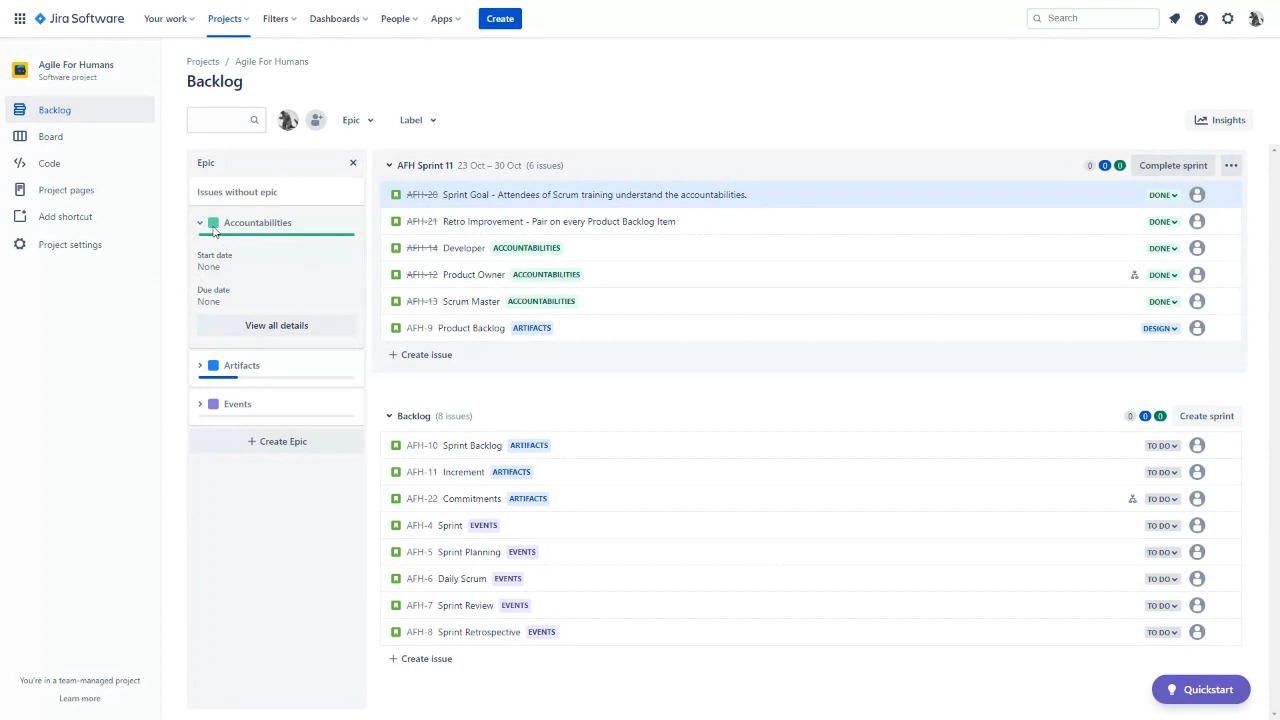 Jira Software Your work Projects Filters Dashboards People Apps Create Search
Agile For Humans
Software project
Backlog
Board
Code
Project pages
Add shortcut
Project settings
You're in a team-managed project
Learn more
Projects / Agile For Humans
Backlog
Epic Label Insights
Epic
Issues without epic
Accountabilities
Start date
None
Due date
None
View all details
Artifacts
Events
+ Create Epic
AFH Sprint 11 23 Oct – 30 Oct (6 issues) 0 0 0 Complete sprint
AFH-20 Sprint Goal - Attendees of Scrum training understand the accountabilities. DONE
AFH-21 Retro Improvement - Pair on every Product Backlog Item DONE
AFH-14 Developer ACCOUNTABILITIES DONE
AFH-12 Product Owner ACCOUNTABILITIES DONE
AFH-13 Scrum Master ACCOUNTABILITIES DONE
AFH-9 Product Backlog ARTIFACTS DESIGN
+ Create issue
Backlog (8 issues) 0 0 0 Create sprint
AFH-10 Sprint Backlog ARTIFACTS TO DO
AFH-11 Increment ARTIFACTS TO DO
AFH-22 Commitments ARTIFACTS TO DO
AFH-4 Sprint EVENTS TO DO
AFH-5 Sprint Planning EVENTS TO DO
AFH-6 Daily Scrum EVENTS TO DO
AFH-7 Sprint Review EVENTS TO DO
AFH-8 Sprint Retrospective EVENTS TO DO
+ Create issue
Quickstart